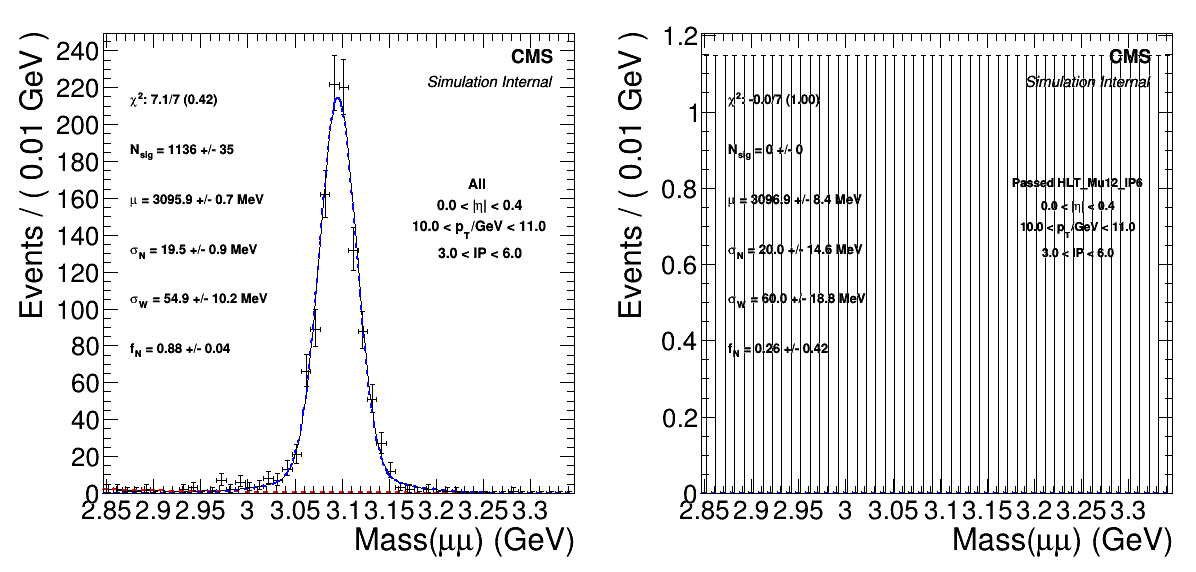 CMS
Simulation Internal
χ²: 7.1/7 (0.42)
N_sig = 1136 +/- 35
μ = 3095.9 +/- 0.7 MeV
σ_N = 19.5 +/- 0.9 MeV
σ_W = 54.9 +/- 10.2 MeV
f_N = 0.88 +/- 0.04
All
0.0 < |η| < 0.4
10.0 < p_T/GeV < 11.0
3.0 < IP < 6.0
Events / ( 0.01 GeV )
240
220
200
180
160
140
120
100
80
60
40
20
0
2.85 2.9 2.95 3 3.05 3.1 3.15 3.2 3.25 3.3
Mass(μμ) (GeV)
CMS
Simulation Internal
χ²: -0.0/7 (1.00)
N_sig = 0 +/- 0
μ = 3096.9 +/- 8.4 MeV
σ_N = 20.0 +/- 14.6 MeV
σ_W = 60.0 +/- 18.8 MeV
f_N = 0.26 +/- 0.42
Passed HLT_Mu12_IP6
0.0 < |η| < 0.4
10.0 < p_T/GeV < 11.0
3.0 < IP < 6.0
Events / ( 0.01 GeV )
1.2
1
0.8
0.6
0.4
0.2
0
2.85 2.9 2.95 3 3.05 3.1 3.15 3.2 3.25 3.3
Mass(μμ) (GeV)